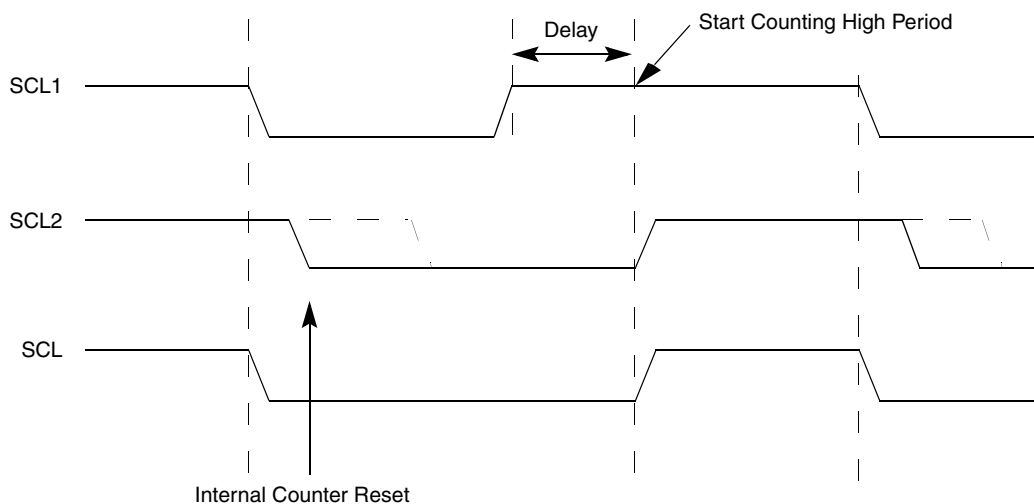 Delay
Start Counting High Period
SCL1
SCL2
SCL
Internal Counter Reset